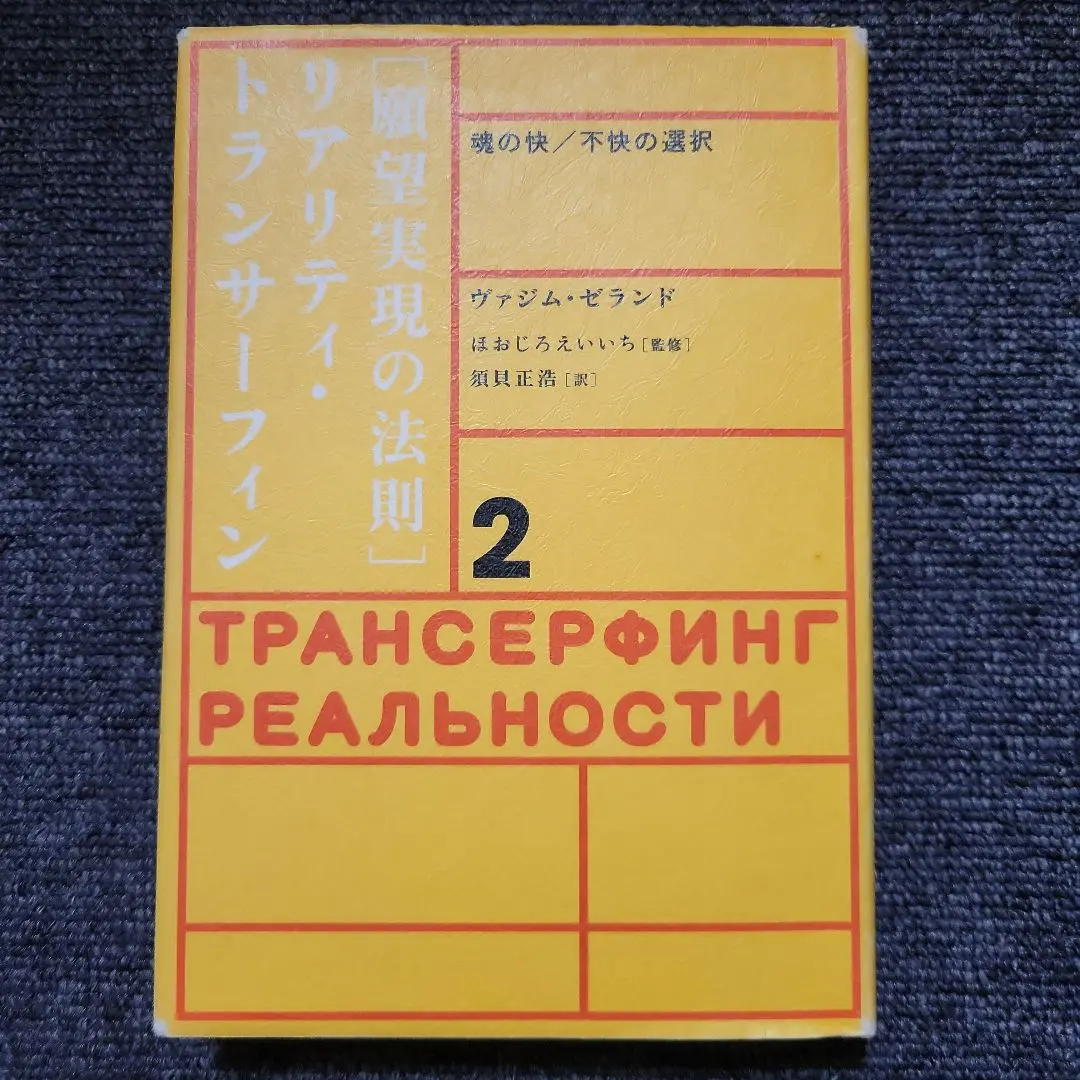 ［願望実現の法則］
リアリティ・
トランサーフィン
魂の快／不快の選択
ヴァジム・ゼランド
ほおじろえいいち［監修］
須貝正浩［訳］
2
ТРАНСЕРФИНГ
РЕАЛЬНОСТИ